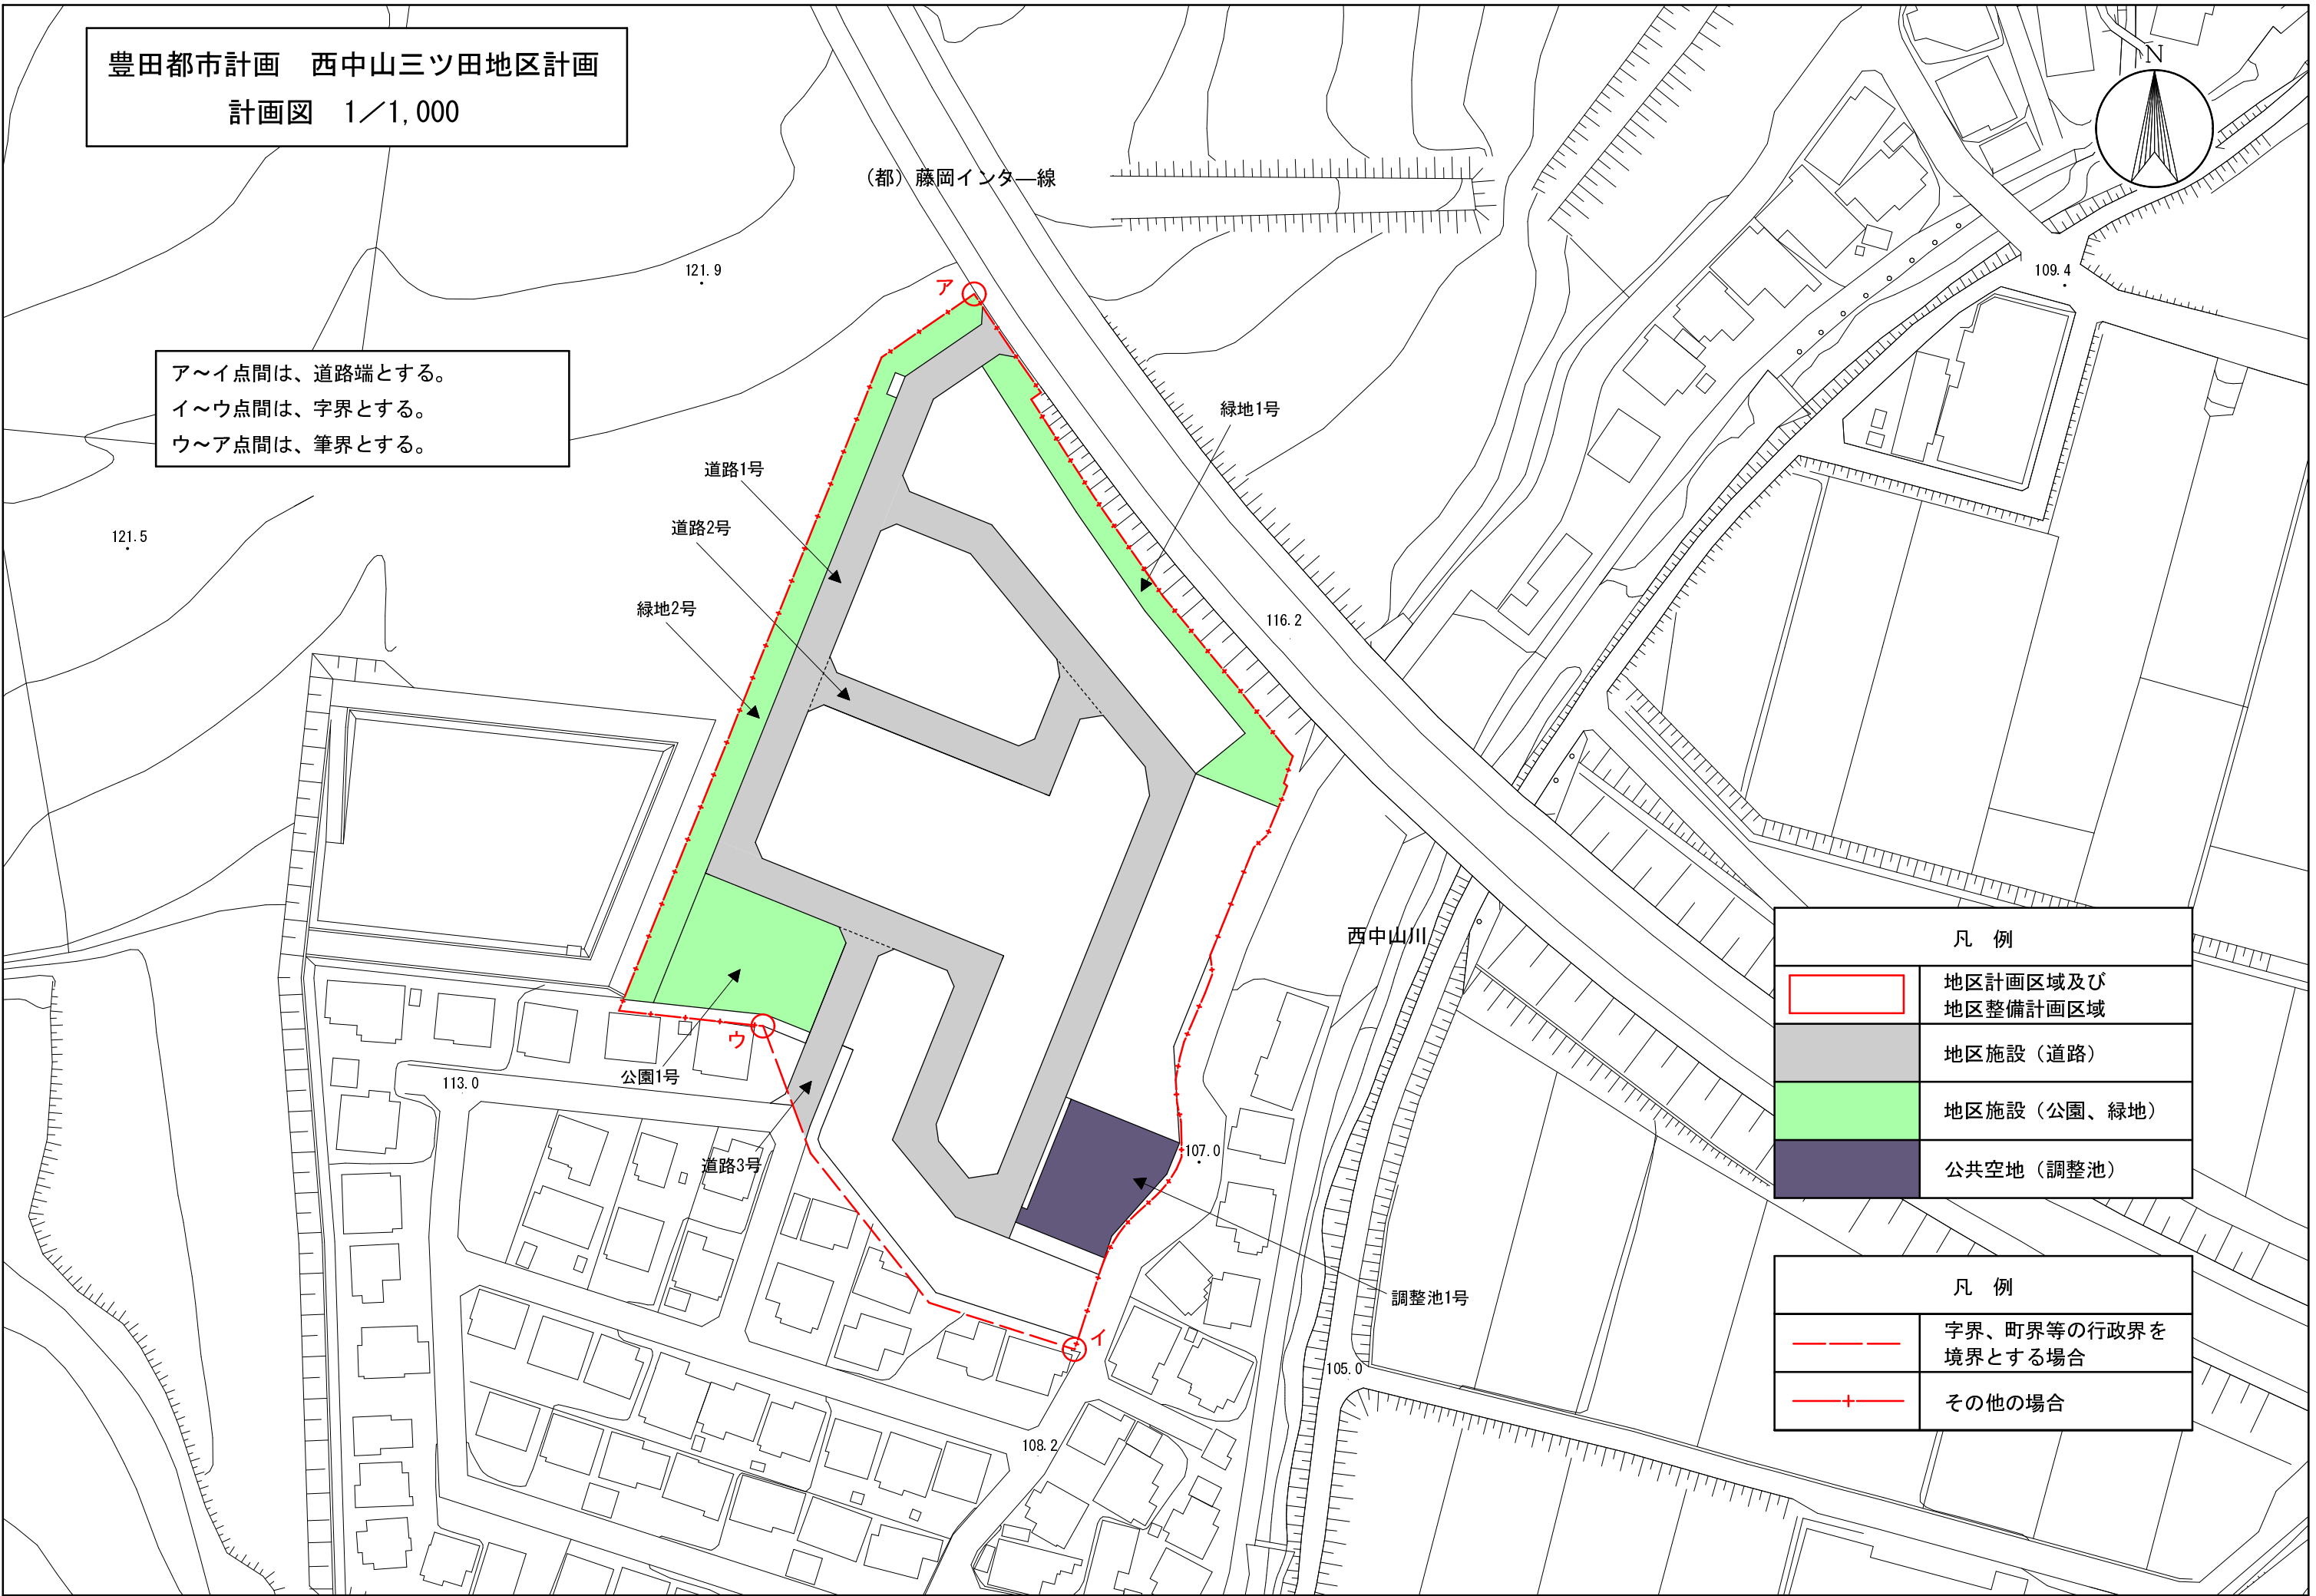 豊田都市計画　西中山三ツ田地区計画
計画図　1／1,000
N
（都）藤岡インター線
109.4
121.9
ア
ア～イ点間は、道路端とする。
イ～ウ点間は、字界とする。
ウ～ア点間は、筆界とする。
緑地1号
道路1号
道路2号
121.5
緑地2号
116.2
西中山川
凡　例
地区計画区域及び
地区整備計画区域
地区施設（道路）
地区施設（公園、緑地）
公共空地（調整池）
ウ
公園1号
113.0
道路3号
107.0
調整池1号
イ
105.0
108.2
凡　例
字界、町界等の行政界を
境界とする場合
その他の場合